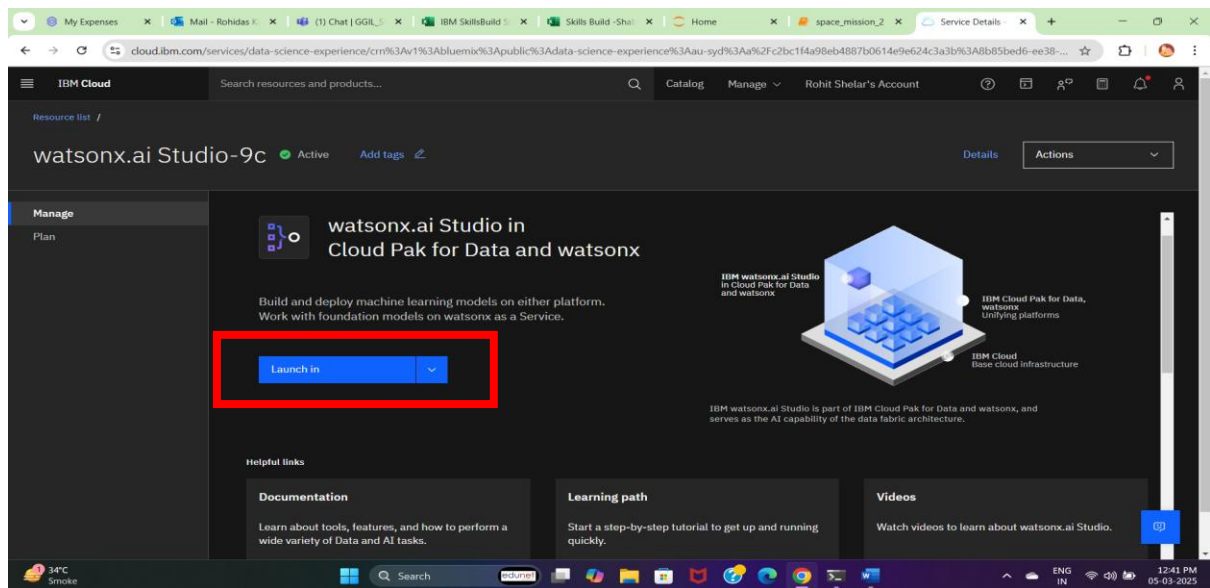 My Expenses
Mail - Rohidas K
(1) Chat | GGIL_S
IBM SkillsBuild S
Skills Build -Shal
Home
space_mission_2
Service Details -
cloud.ibm.com/services/data-science-experience/crn%3Av1%3Abluemix%3Apublic%3Adata-science-experience%3Aau-syd%3Aa%2Fc2bc1f4a98eb4887b0614e9e624c3a3b%3A8b85bed6-ee38-...
IBM Cloud
Search resources and products...
Catalog
Manage
Rohit Shelar's Account
Resource list /
watsonx.ai Studio-9c
Active
Add tags
Details
Actions
Manage
Plan
watsonx.ai Studio in
Cloud Pak for Data and watsonx
Build and deploy machine learning models on either platform.
Work with foundation models on watsonx as a Service.
Launch in
IBM watsonx.ai Studio
in Cloud Pak for Data
and watsonx
IBM Cloud Pak for Data,
watsonx
Unifying platforms
IBM Cloud
Base cloud infrastructure
IBM watsonx.ai Studio is part of IBM Cloud Pak for Data and watsonx, and
serves as the AI capability of the data fabric architecture.
Helpful links
Documentation
Learn about tools, features, and how to perform a
wide variety of Data and AI tasks.
Learning path
Start a step-by-step tutorial to get up and running
quickly.
Videos
Watch videos to learn about watsonx.ai Studio.
1
34°C
Smoke
Search
edunet
ENG
IN
12:41 PM
05-03-2025